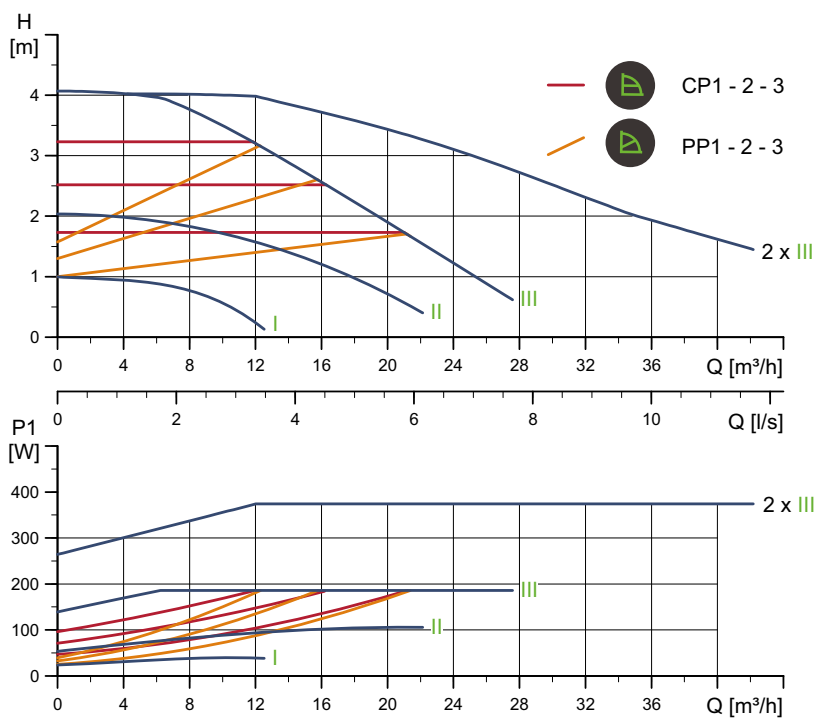 H
[m]
CP1 - 2 - 3
PP1 - 2 - 3
4
3
2
1
0
2 x III
III
II
I
0 4 8 12 16 20 24 28 32 36 Q [m³/h]
0 2 4 6 8 10 Q [l/s]
P1
[W]
400
300
200
100
0
2 x III
III
II
I
0 4 8 12 16 20 24 28 32 36 Q [m³/h]